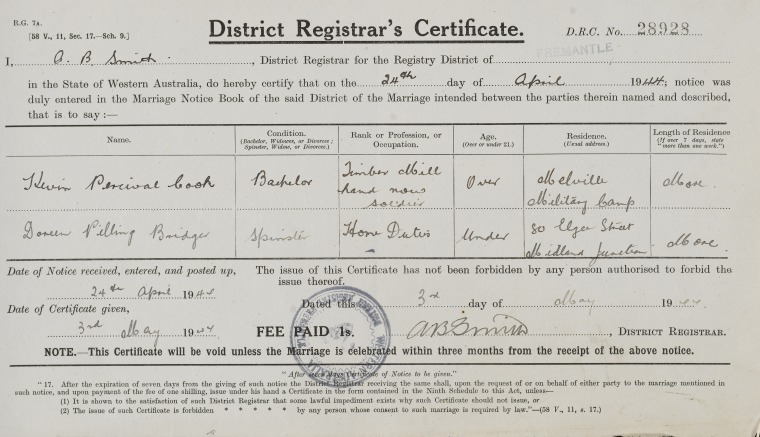 R.G. 7A.
[58 V., 11, Sec. 17.—Sch. 9.]
District Registrar's Certificate.
D.R.C. No. 28928
FREMANTLE
I, A. B. Smith, District Registrar for the Registry District of
in the State of Western Australia, do hereby certify that on the 24th day of April 1944; notice was
duly entered in the Marriage Notice Book of the said District of the Marriage intended between the parties therein named and described,
that is to say:—
Name. Condition. (Bachelor, Widower, or Divorcee; Spinster, Widow, or Divorcee.) Rank or Profession, or Occupation. Age. (Over or under 21.) Residence. (Usual address.) Length of Residence (If over 7 days, state "more than one week.")
Kevin Percival Cook Bachelor Timber Mill hand now soldier Over Melville Military Camp More.
Doreen Pilling Bridger Spinster Home Duties Under 80 Street Midland Junction More.
Date of Notice received, entered, and posted up,
24th April 1944
Date of Certificate given,
3rd May 1944
The issue of this Certificate has not been forbidden by any person authorised to forbid the
issue thereof.
Dated this 3rd day of May 1944
FEE PAID 1s. A B Smith, DISTRICT REGISTRAR.
NOTE.—This Certificate will be void unless the Marriage is celebrated within three months from the receipt of the above notice.
"After seven days Certificate of Notice to be given."
"17. After the expiration of seven days from the giving of such notice the District Registrar receiving the same shall, upon the request of or on behalf of either party to the marriage mentioned in
such notice, and upon payment of the fee of one shilling, issue under his hand a Certificate in the form contained in the Ninth Schedule to this Act, unless—
(1) It is shown to the satisfaction of such District Registrar that some lawful impediment exists why such Certificate should not issue, or
(2) The issue of such Certificate is forbidden * * * * * by any person whose consent to such marriage is required by law."—(58 V., 11, s. 17.)